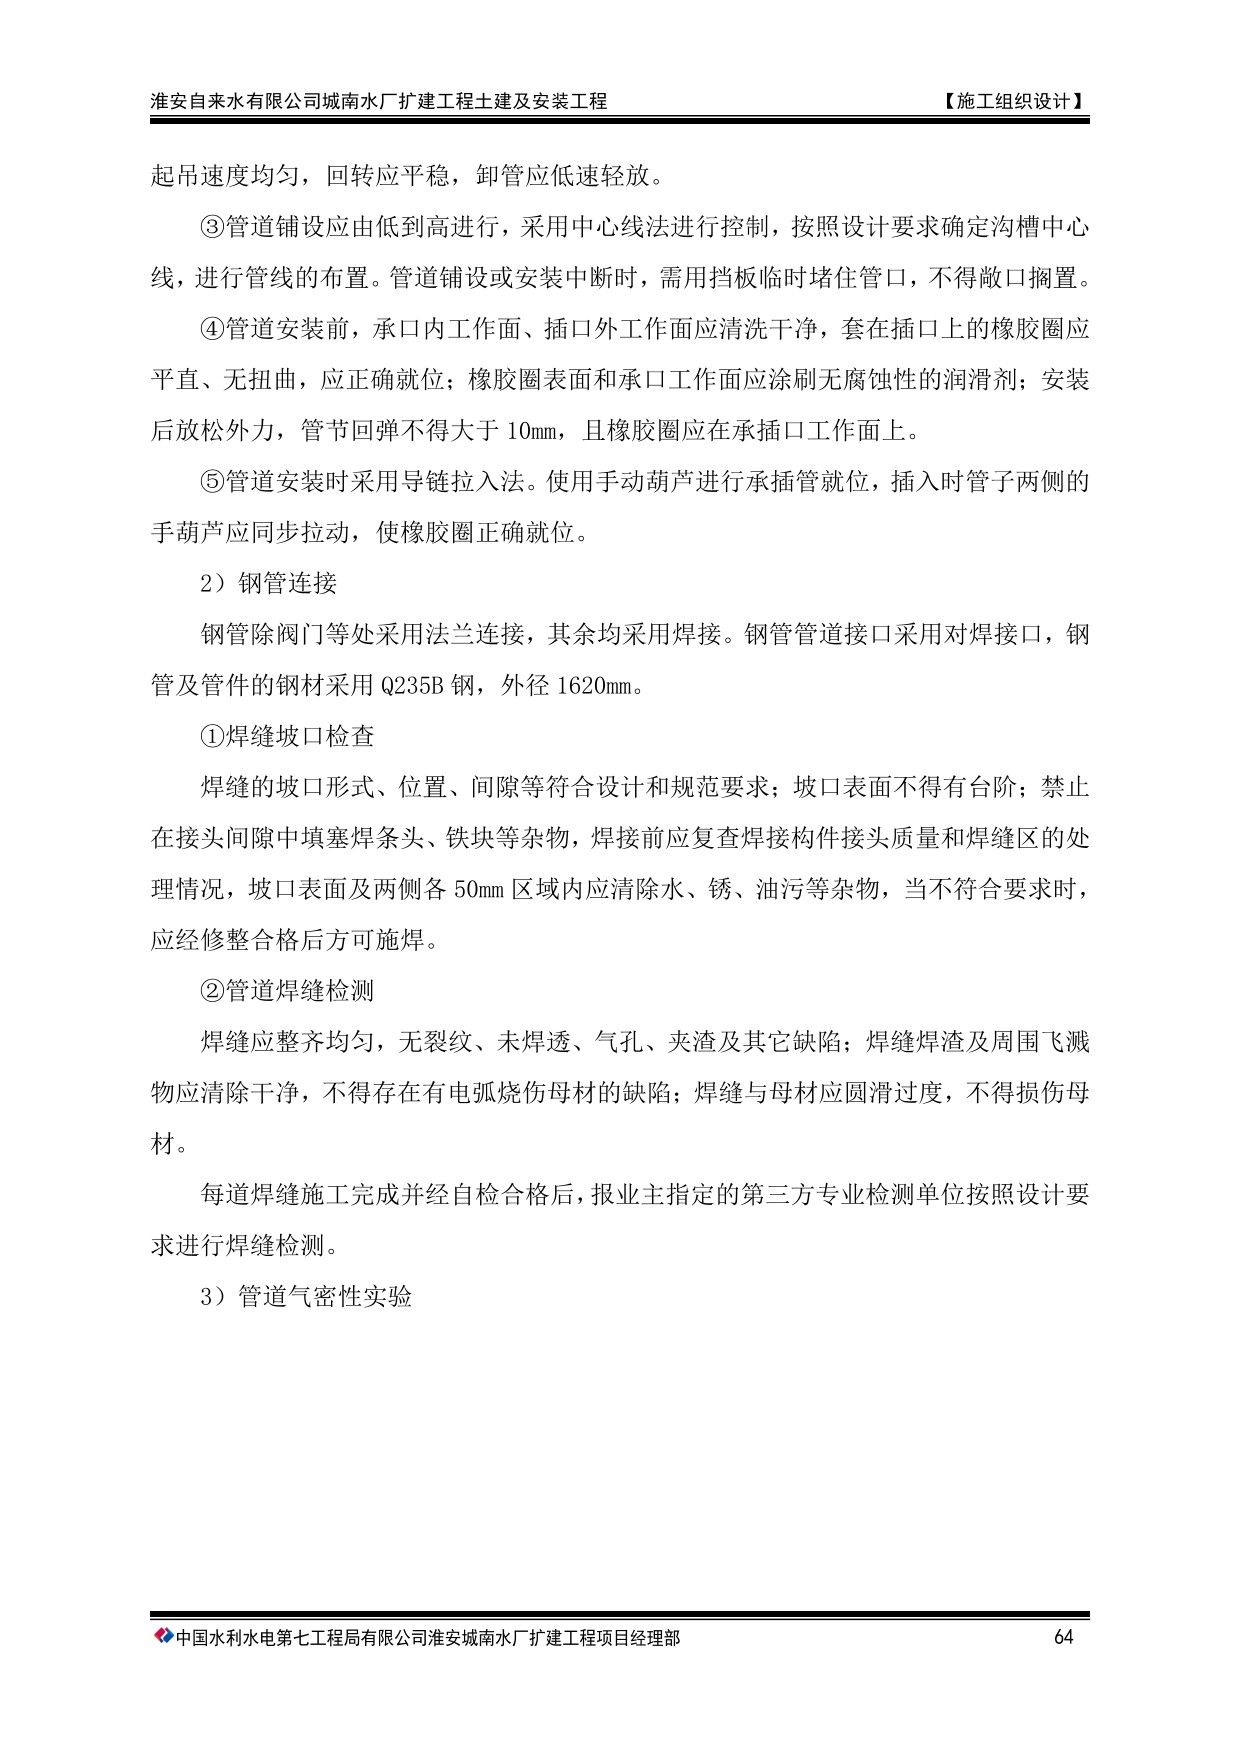 淮安自来水有限公司城南水厂扩建工程土建及安装工程 【施工组织设计】
起吊速度均匀，回转应平稳，卸管应低速轻放。
③管道铺设应由低到高进行，采用中心线法进行控制，按照设计要求确定沟槽中心
线，进行管线的布置。管道铺设或安装中断时，需用挡板临时堵住管口，不得敞口搁置。
④管道安装前，承口内工作面、插口外工作面应清洗干净，套在插口上的橡胶圈应
平直、无扭曲，应正确就位；橡胶圈表面和承口工作面应涂刷无腐蚀性的润滑剂；安装
后放松外力，管节回弹不得大于 10mm，且橡胶圈应在承插口工作面上。
⑤管道安装时采用导链拉入法。使用手动葫芦进行承插管就位，插入时管子两侧的
手葫芦应同步拉动，使橡胶圈正确就位。
2）钢管连接
钢管除阀门等处采用法兰连接，其余均采用焊接。钢管管道接口采用对焊接口，钢
管及管件的钢材采用 Q235B 钢，外径 1620mm。
①焊缝坡口检查
焊缝的坡口形式、位置、间隙等符合设计和规范要求；坡口表面不得有台阶；禁止
在接头间隙中填塞焊条头、铁块等杂物，焊接前应复查焊接构件接头质量和焊缝区的处
理情况，坡口表面及两侧各 50mm 区域内应清除水、锈、油污等杂物，当不符合要求时，
应经修整合格后方可施焊。
②管道焊缝检测
焊缝应整齐均匀，无裂纹、未焊透、气孔、夹渣及其它缺陷；焊缝焊渣及周围飞溅
物应清除干净，不得存在有电弧烧伤母材的缺陷；焊缝与母材应圆滑过度，不得损伤母
材。
每道焊缝施工完成并经自检合格后，报业主指定的第三方专业检测单位按照设计要
求进行焊缝检测。
3）管道气密性实验
中国水利水电第七工程局有限公司淮安城南水厂扩建工程项目经理部 64